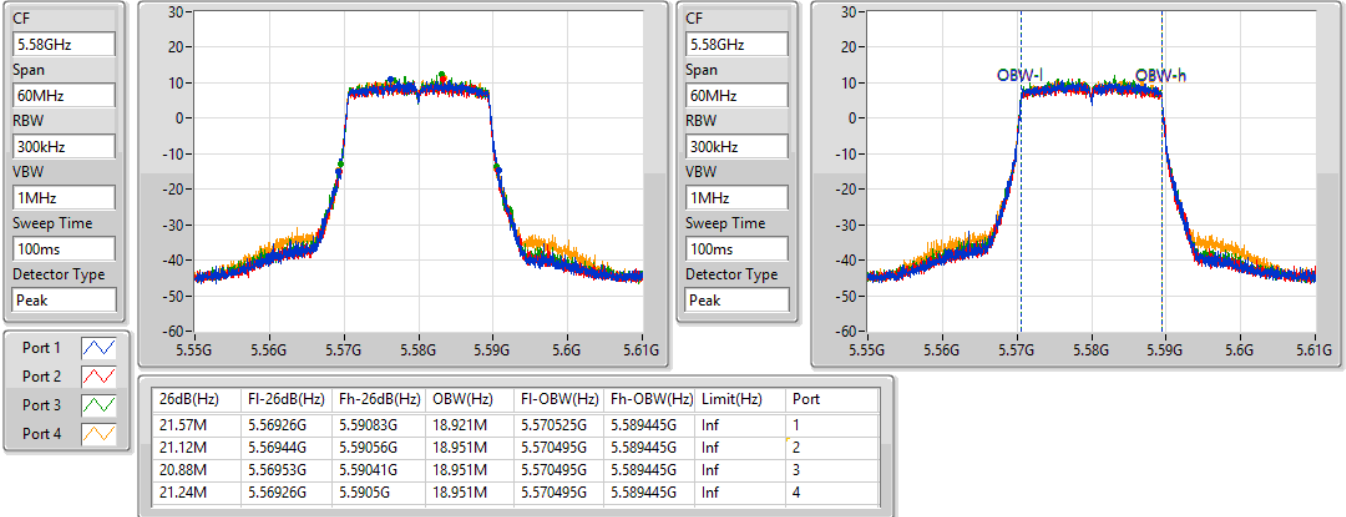 CF
5.58GHz
Span
60MHz
RBW
300kHz
VBW
1MHz
Sweep Time
100ms
Detector Type
Peak
30
20
10
0
-10
-20
-30
-40
-50
-60
5.55G 5.56G 5.57G 5.58G 5.59G 5.6G 5.61G
CF
5.58GHz
Span
60MHz
RBW
300kHz
VBW
1MHz
Sweep Time
100ms
Detector Type
Peak
30
20
10
0
-10
-20
-30
-40
-50
-60
OBW-l OBW-h
5.55G 5.56G 5.57G 5.58G 5.59G 5.6G 5.61G
Port 1
Port 2
Port 3
Port 4
26dB(Hz) Fl-26dB(Hz) Fh-26dB(Hz) OBW(Hz) Fl-OBW(Hz) Fh-OBW(Hz) Limit(Hz) Port
21.57M 5.56926G 5.59083G 18.921M 5.570525G 5.589445G Inf 1
21.12M 5.56944G 5.59056G 18.951M 5.570495G 5.589445G Inf 2
20.88M 5.56953G 5.59041G 18.951M 5.570495G 5.589445G Inf 3
21.24M 5.56926G 5.5905G 18.951M 5.570495G 5.589445G Inf 4